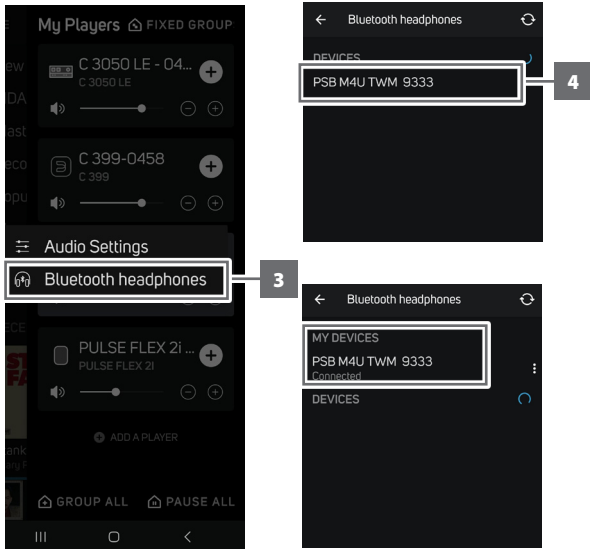 My Players FIXED GROUP
C 3050 LE - 04...
C 3050 LE
C 399-0458
C 399
Audio Settings
Bluetooth headphones
3
PULSE FLEX 2i ...
PULSE FLEX 2I
ADD A PLAYER
GROUP ALL PAUSE ALL
Bluetooth headphones
DEVICES
PSB M4U TWM 9333
4
Bluetooth headphones
MY DEVICES
PSB M4U TWM 9333
Connected
DEVICES